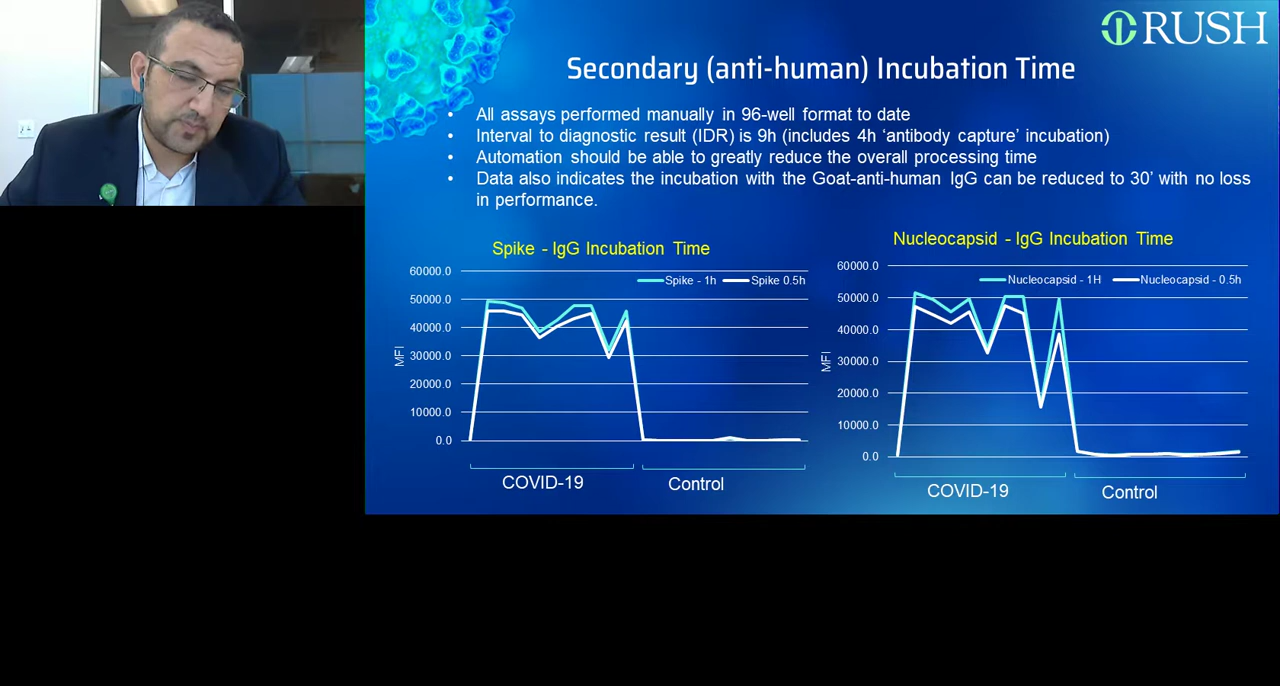 RUSH
Secondary (anti-human) Incubation Time
• All assays performed manually in 96-well format to date
• Interval to diagnostic result (IDR) is 9h (includes 4h ‘antibody capture’ incubation)
• Automation should be able to greatly reduce the overall processing time
• Data also indicates the incubation with the Goat-anti-human IgG can be reduced to 30’ with no loss
in performance.
Spike - IgG Incubation Time
Spike - 1h Spike 0.5h
MFI
60000.0
50000.0
40000.0
30000.0
20000.0
10000.0
0.0
COVID-19 Control
Nucleocapsid - IgG Incubation Time
Nucleocapsid - 1H Nucleocapsid - 0.5h
MFI
60000.0
50000.0
40000.0
30000.0
20000.0
10000.0
0.0
COVID-19 Control